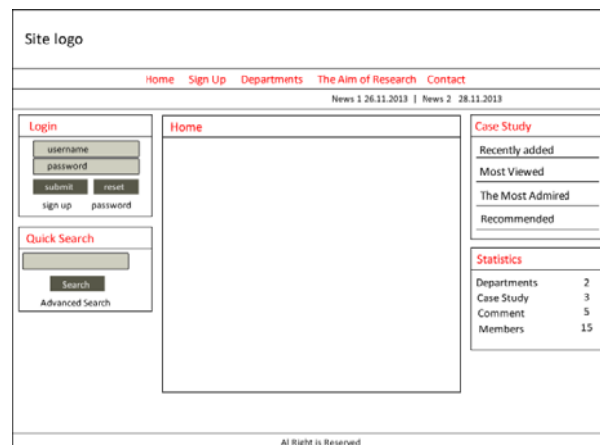 Site logo
Home Sign Up Departments The Aim of Research Contact
News 1 26.11.2013 | News 2 28.11.2013
Login
username
password
submit reset
sign up password
Quick Search
Search
Advanced Search
Home
Case Study
Recently added
Most Viewed
The Most Admired
Recommended
Statistics
Departments 2
Case Study 3
Comment 5
Members 15
Al Right is Reserved